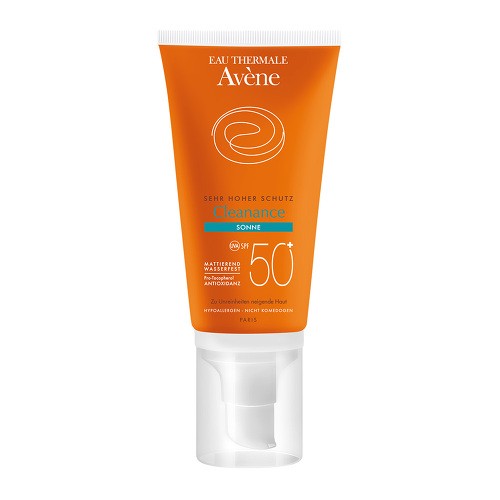 EAU THERMALE
Avène
SEHR HOHER SCHUTZ
Cleanance
SONNE
UVA SPF 50+
MATTIEREND
WASSERFEST
Pre-Tocopheryl
ANTIOXIDANZ
Zu Unreinheiten neigende Haut
HYPOALLERGEN - NICHT KOMEDOGEN
PARIS